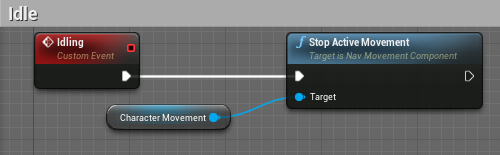 Idle
Idling
Custom Event
Stop Active Movement
Target is Nav Movement Component
Target
Character Movement